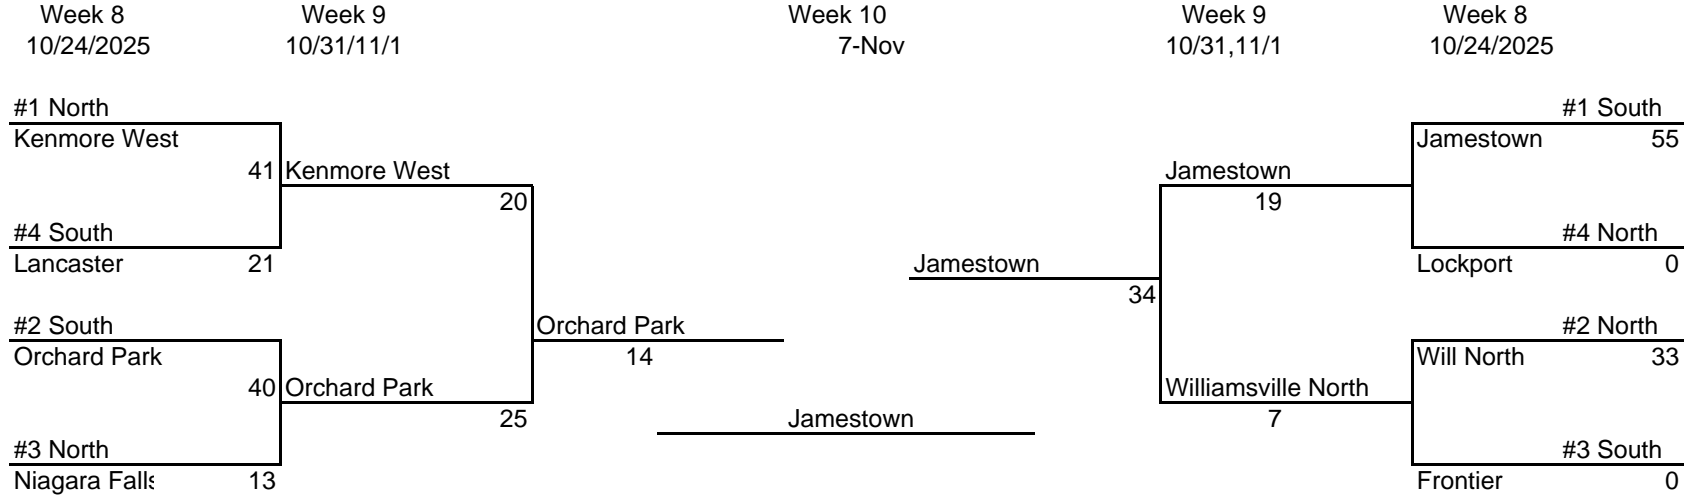 Week 8 Week 9 Week 10 Week 9 Week 8
10/24/2025 10/31/11/1 7-Nov 10/31,11/1 10/24/2025
#1 North #1 South
Kenmore West Jamestown 55
41 Kenmore West Jamestown
20 19
#4 South #4 North
Lancaster 21 Jamestown Lockport 0
34
#2 South Orchard Park #2 North
Orchard Park 14 Will North 33
40 Orchard Park Williamsville North
25 Jamestown 7
#3 North #3 South
Niagara Falls 13 Frontier 0